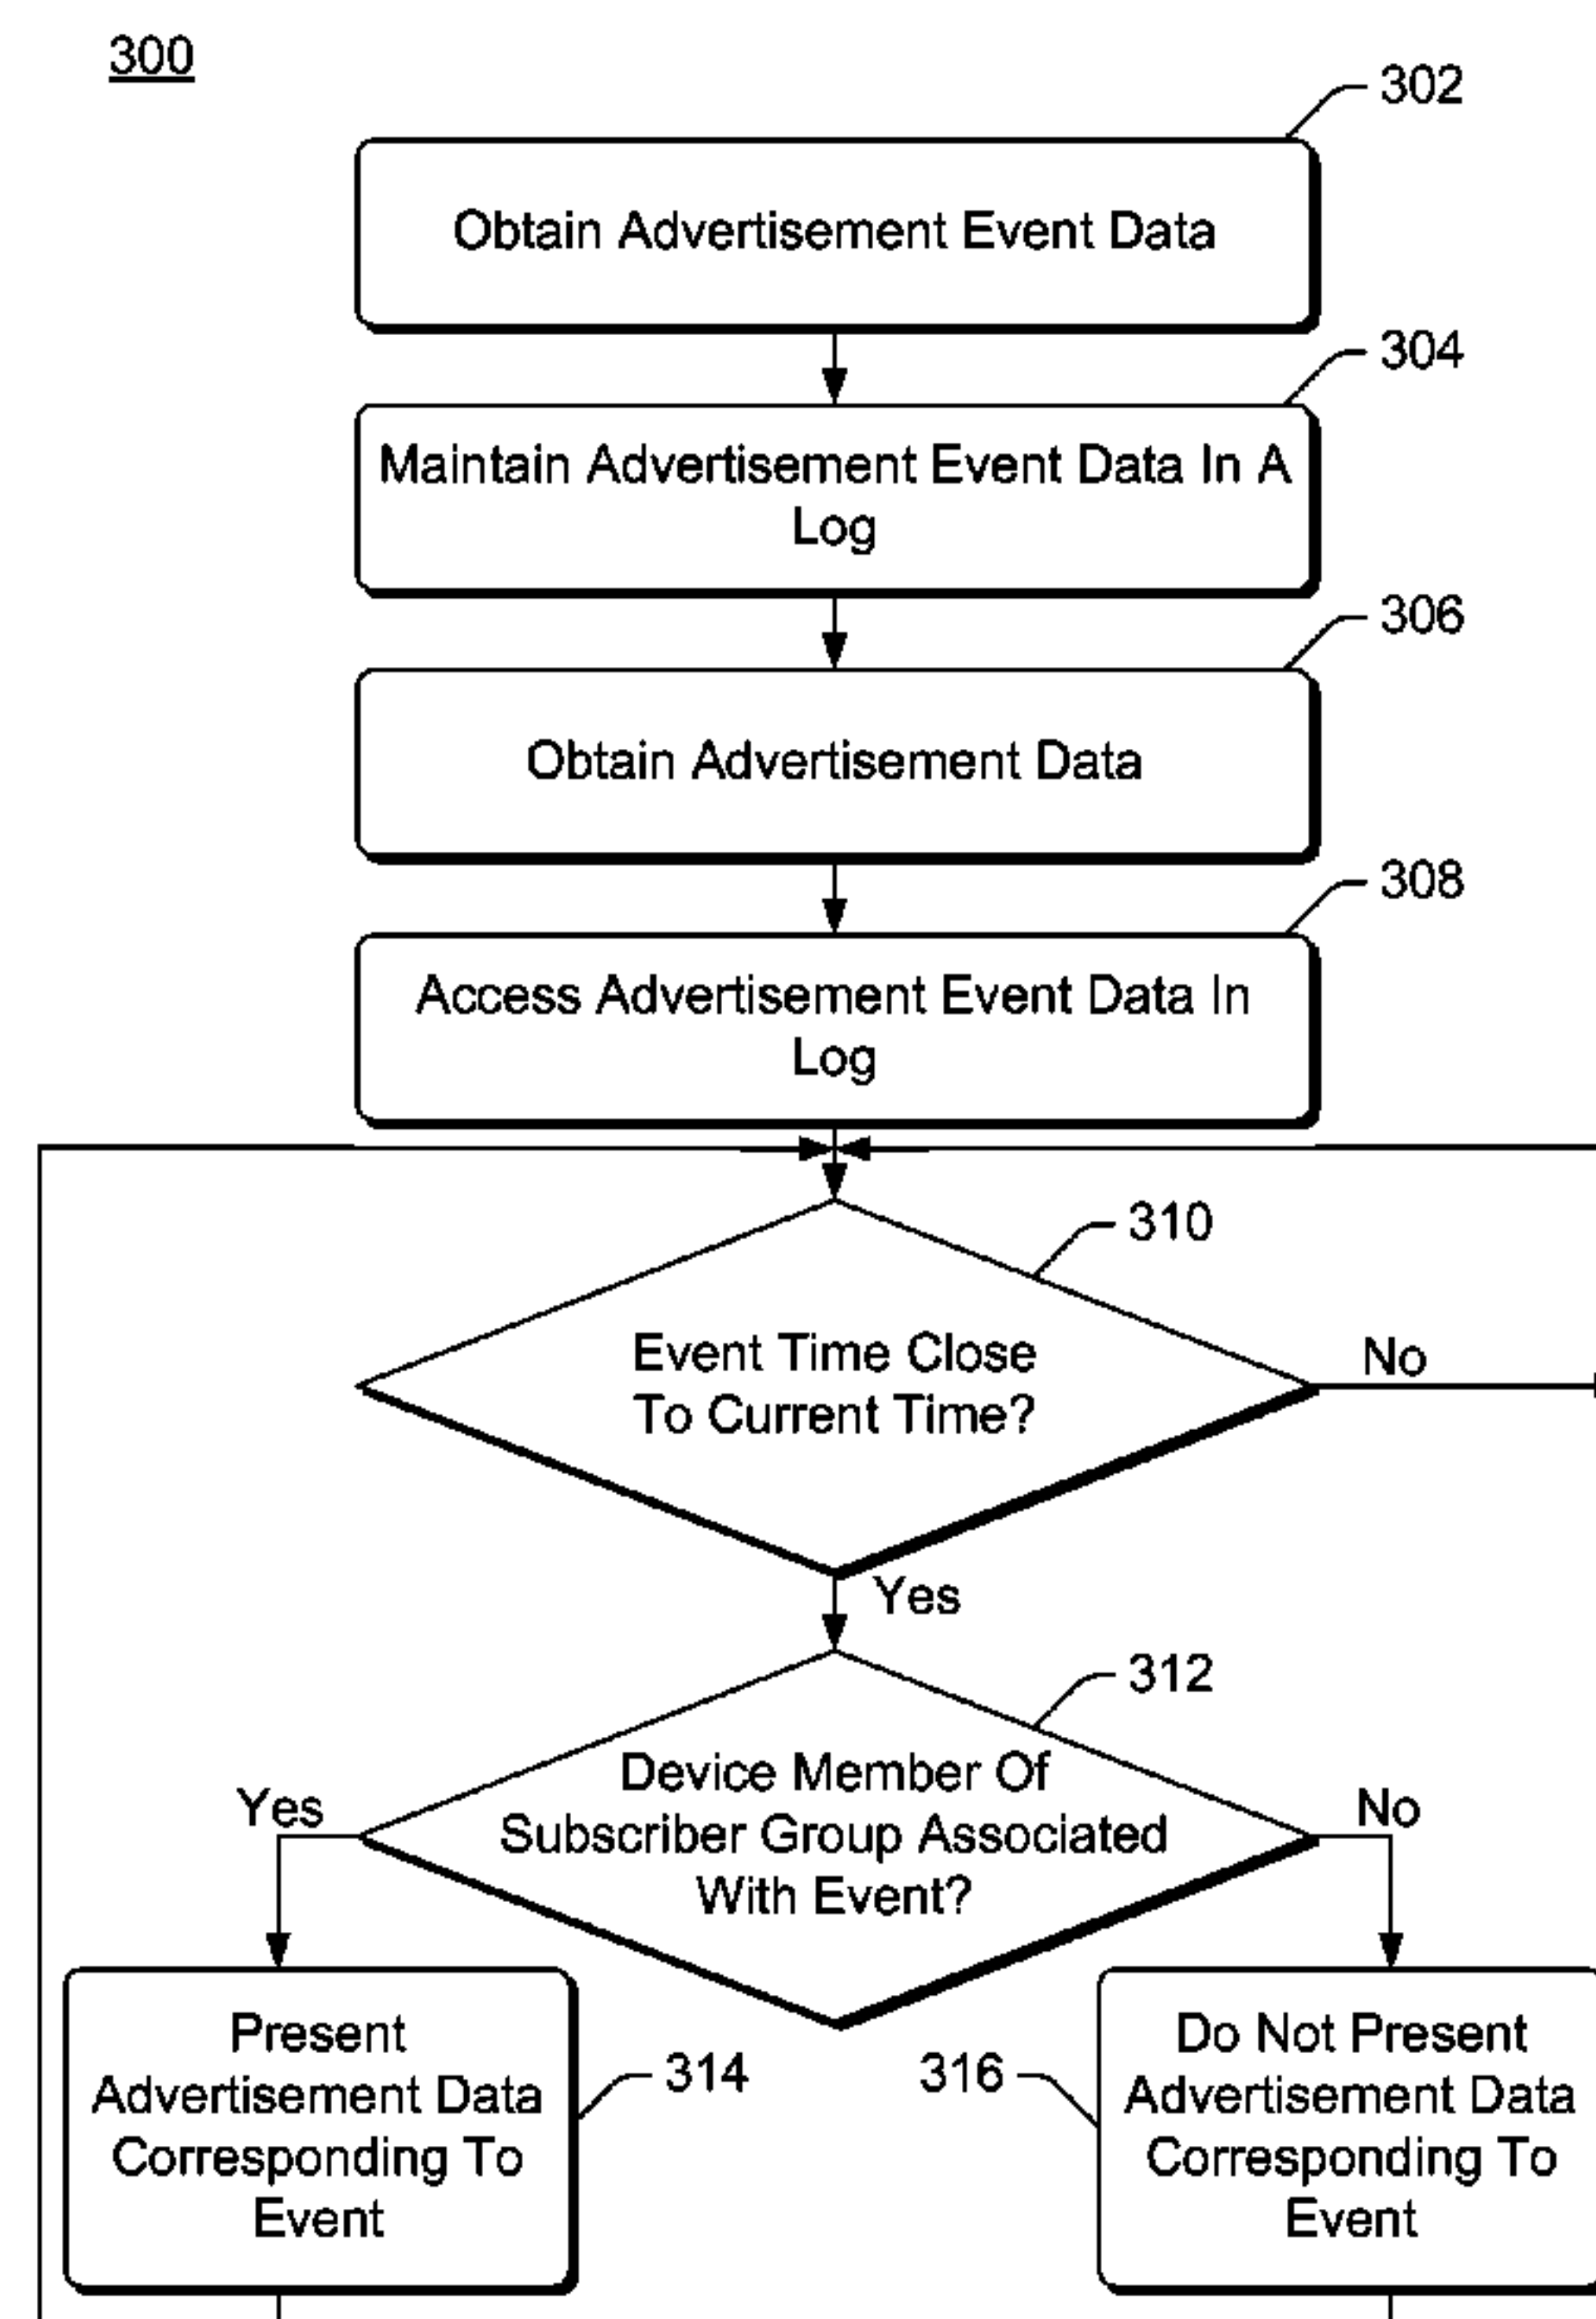 300
302
Obtain Advertisement Event Data
304
Maintain Advertisement Event Data In A
Log
306
Obtain Advertisement Data
308
Access Advertisement Event Data In
Log
310
Event Time Close
To Current Time?
No
Yes
312
Device Member Of
Subscriber Group Associated
With Event?
Yes
No
Present
Advertisement Data
Corresponding To
Event
314
316
Do Not Present
Advertisement Data
Corresponding To
Event